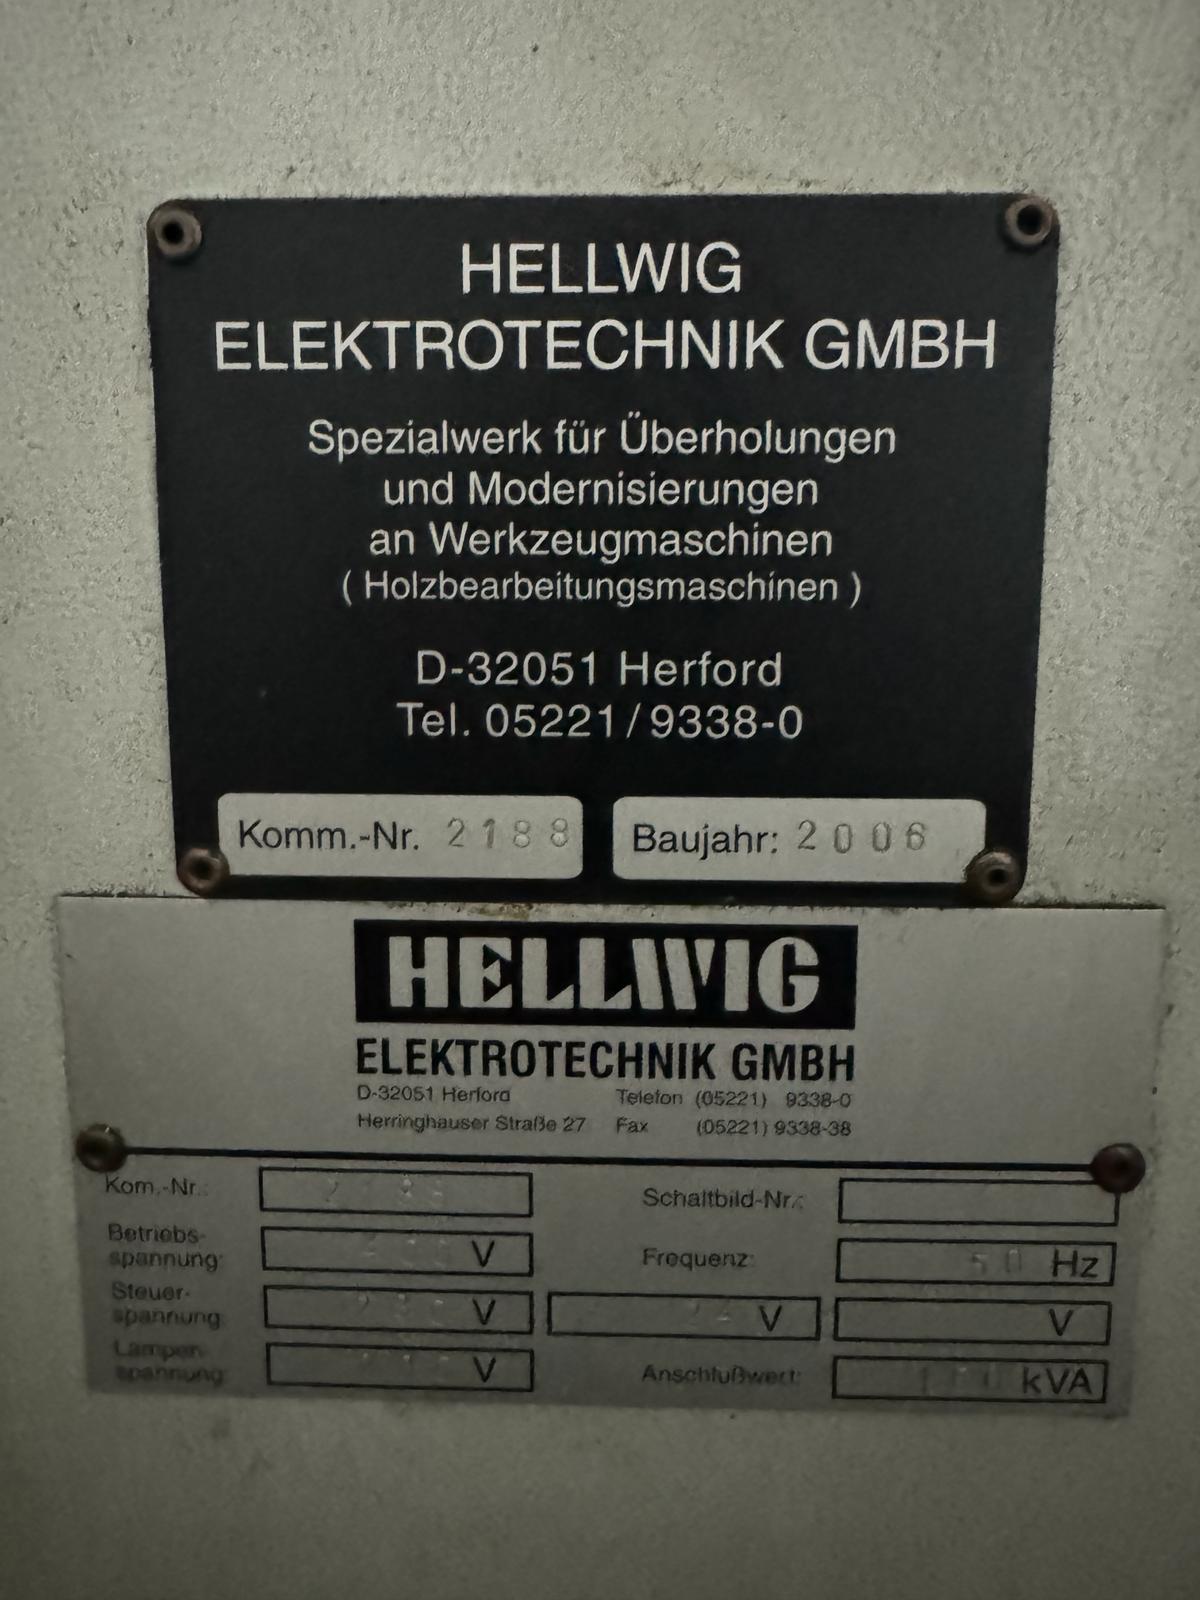 HELLWIG
ELEKTROTECHNIK GMBH
Spezialwerk für Überholungen
und Modernisierungen
an Werkzeugmaschinen
( Holzbearbeitungsmaschinen )
D-32051 Herford
Tel. 05221/9338-0
Komm.-Nr. 2188 Baujahr: 2006
HELLWIG
ELEKTROTECHNIK GMBH
D-32051 Herford Telefon (05221) 9338-0
Herringhauser Straße 27 Fax (05221) 9338-38
Kom.-Nr.: Schaltbild-Nr.:
Betriebs-
spannung: V Frequenz: 50 Hz
Steuer-
spannung: V 24 V V
Lampen-
spannung: V Anschlußwert: kVA